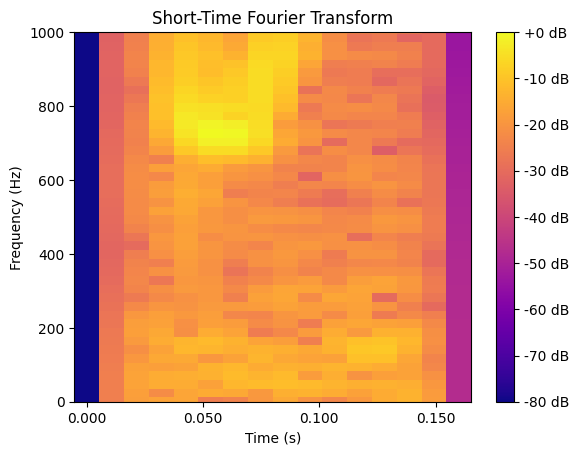 Short-Time Fourier Transform
Frequency (Hz)
1000
800
600
400
200
0
0.000
0.050
0.100
0.150
Time (s)
+0 dB
-10 dB
-20 dB
-30 dB
-40 dB
-50 dB
-60 dB
-70 dB
-80 dB